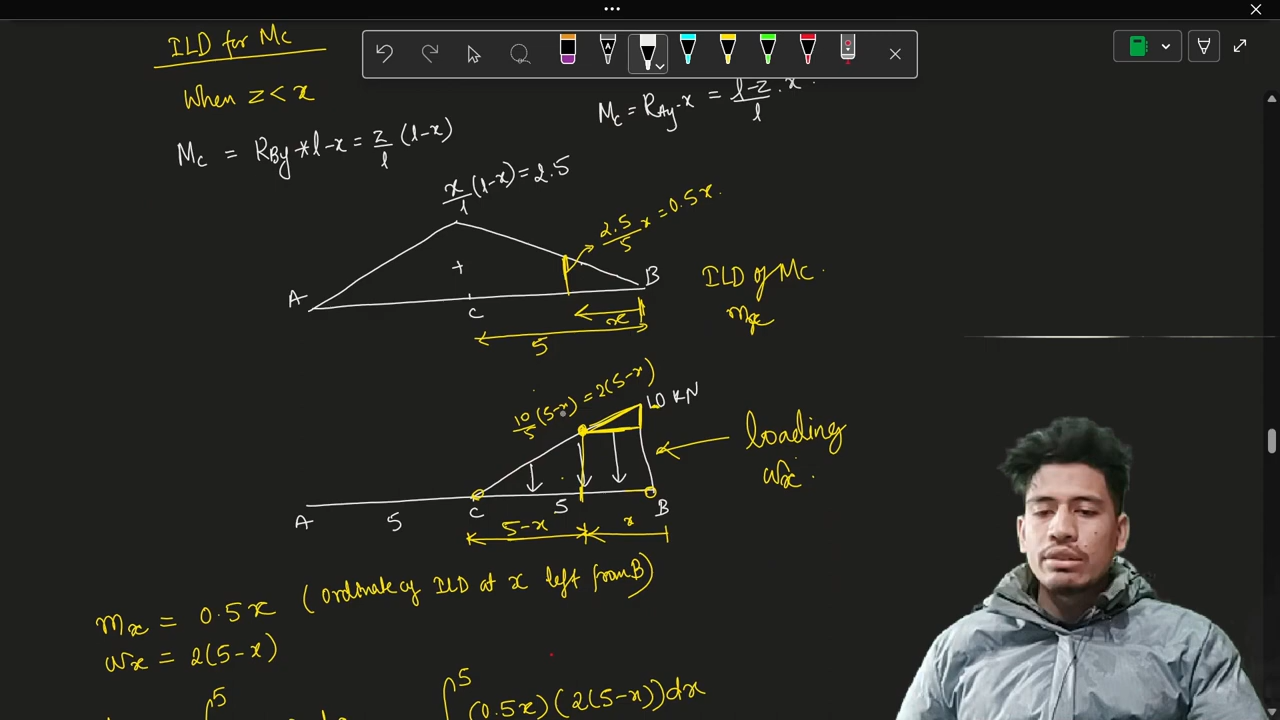 ILD for Mc
When z < x
Mc = RBy * l-x = z/l (l-x)
Mc = RAy·x = l-z/l · x
x/l (l-x) = 2.5
2.5/5 x = 0.5x.
+
A
B
C
x
5
ILD of Mc.
mx
10/5 (5-x) = 2(5-x)
10 KN
loading
wx.
A
5
C
5
B
5-x
x
mx = 0.5x (ordinate of ILD at x left from B)
wx = 2(5-x)
∫5
∫5 (0.5x)(2(5-x))dx